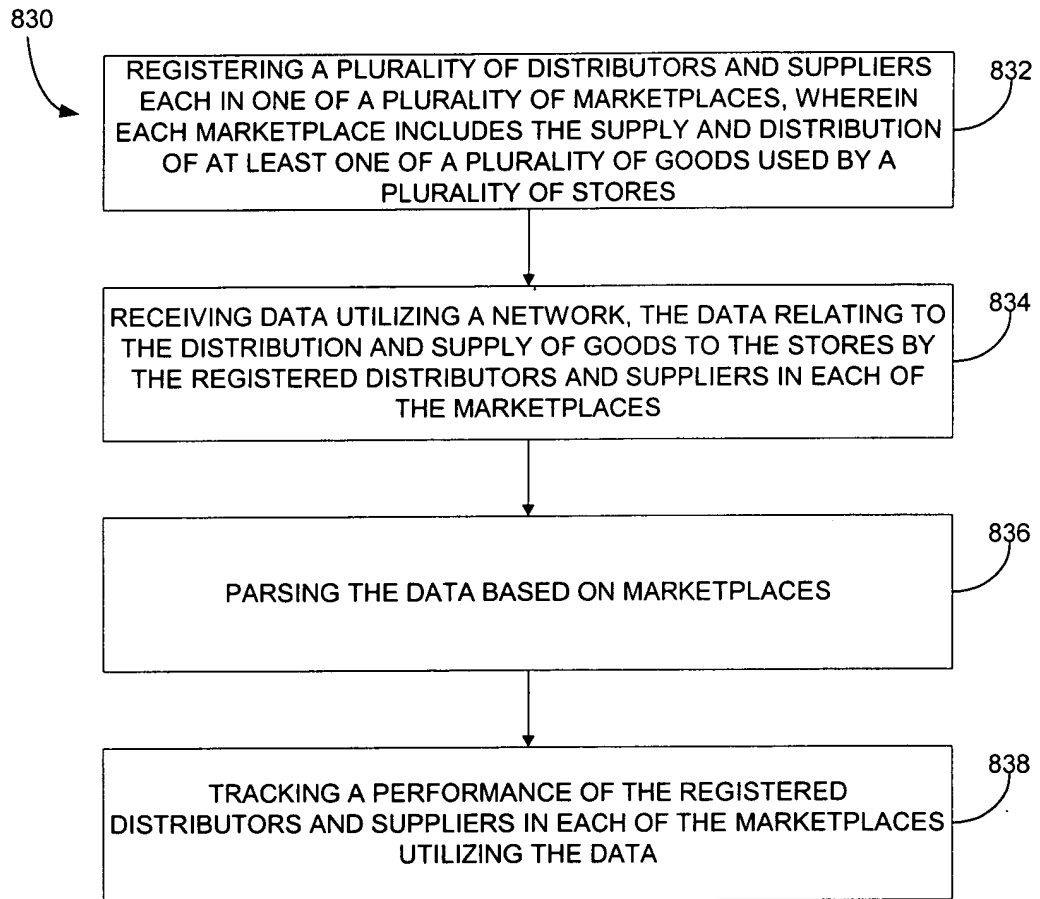 830
REGISTERING A PLURALITY OF DISTRIBUTORS AND SUPPLIERS
832
EACH IN ONE OF A PLURALITY OF MARKETPLACES, WHEREIN
EACH MARKETPLACE INCLUDES THE SUPPLY AND DISTRIBUTION
OF AT LEAST ONE OF A PLURALITY OF GOODS USED BY A
PLURALITY OF STORES
834
RECEIVING DATA UTILIZING A NETWORK, THE DATA RELATING TO
THE DISTRIBUTION AND SUPPLY OF GOODS TO THE STORES BY
THE REGISTERED DISTRIBUTORS AND SUPPLIERS IN EACH OF
THE MARKETPLACES
836
PARSING THE DATA BASED ON MARKETPLACES
838
TRACKING A PERFORMANCE OF THE REGISTERED
DISTRIBUTORS AND SUPPLIERS IN EACH OF THE MARKETPLACES
UTILIZING THE DATA